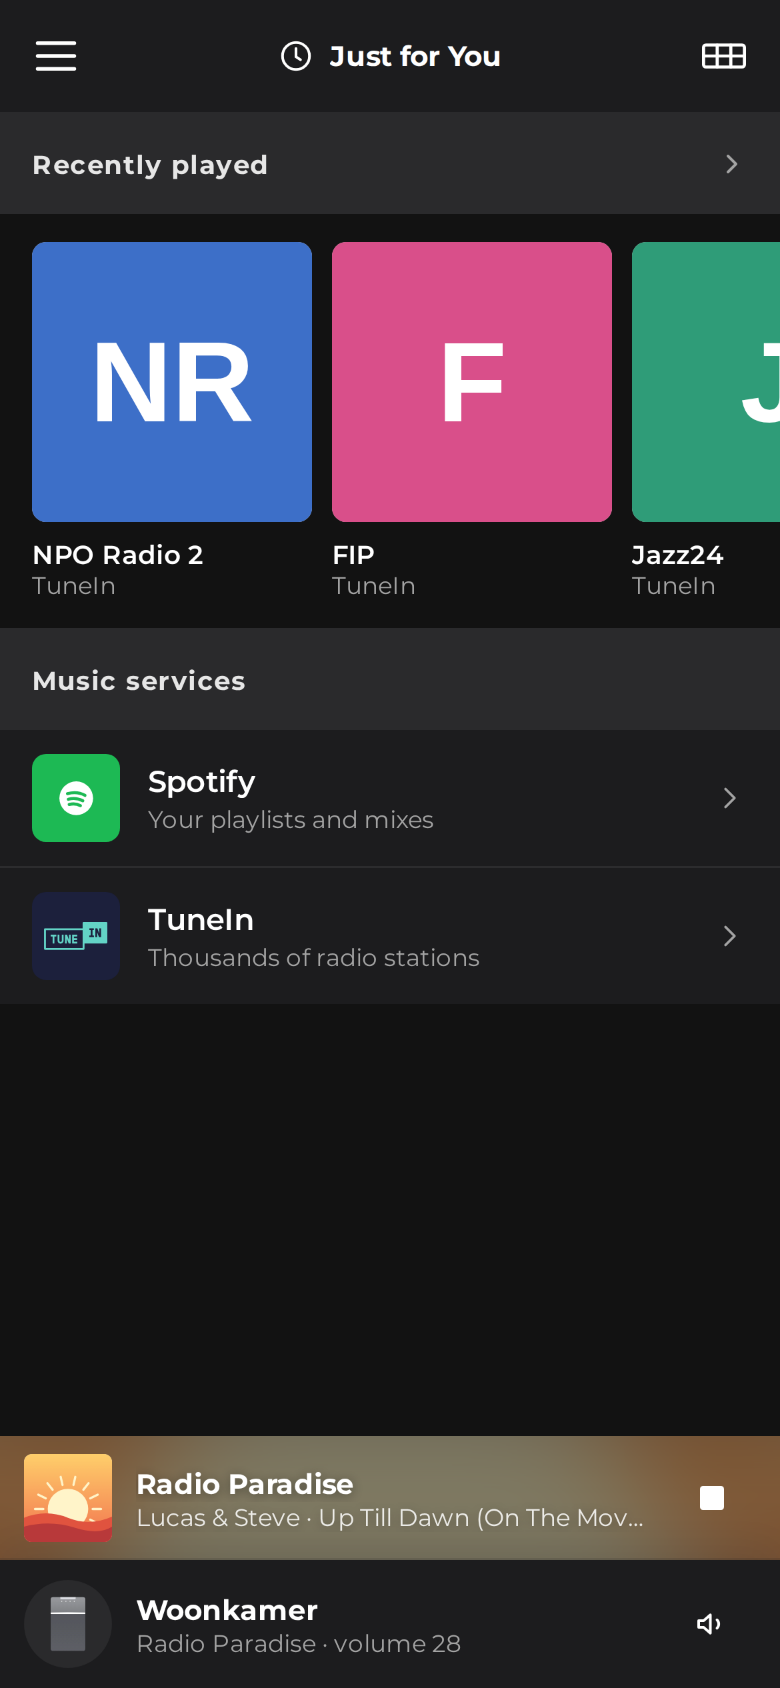 Just for You
Recently played
NR
F
J
NPO Radio 2
TuneIn
FIP
TuneIn
Jazz24
TuneIn
Music services
Spotify
Your playlists and mixes
TUNE IN
TuneIn
Thousands of radio stations
Radio Paradise
Lucas & Steve · Up Till Dawn (On The Mov...
Woonkamer
Radio Paradise · volume 28